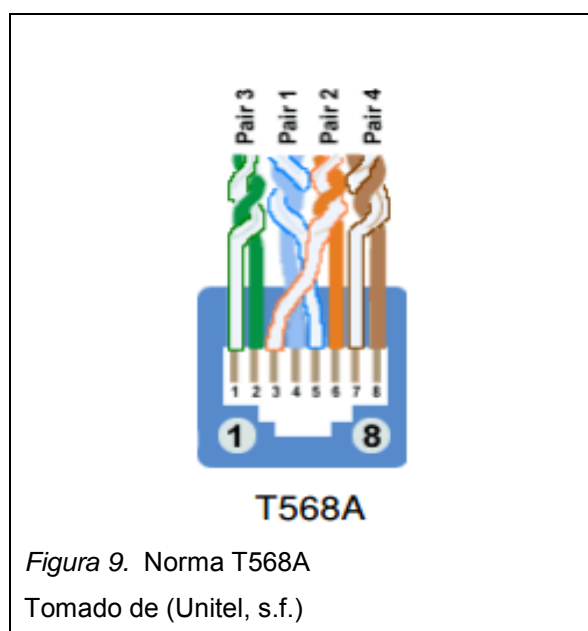 Pair 3
Pair 1
Pair 2
Pair 4
1 2 3 4 5 6 7 8
1 8
T568A
Figura 9. Norma T568A
Tomado de (Unitel, s.f.)